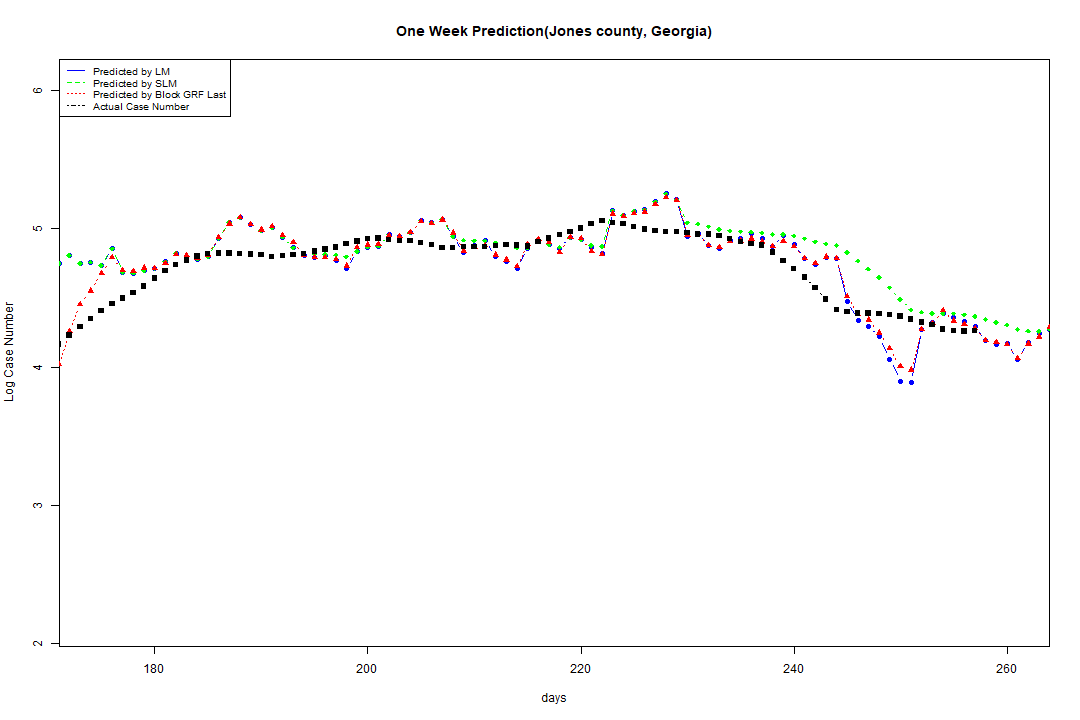 One Week Prediction(Jones county, Georgia)
Predicted by LM
Predicted by SLM
Predicted by Block GRF Last
Actual Case Number
6
5
4
3
2
Log Case Number
180 200 220 240 260
days